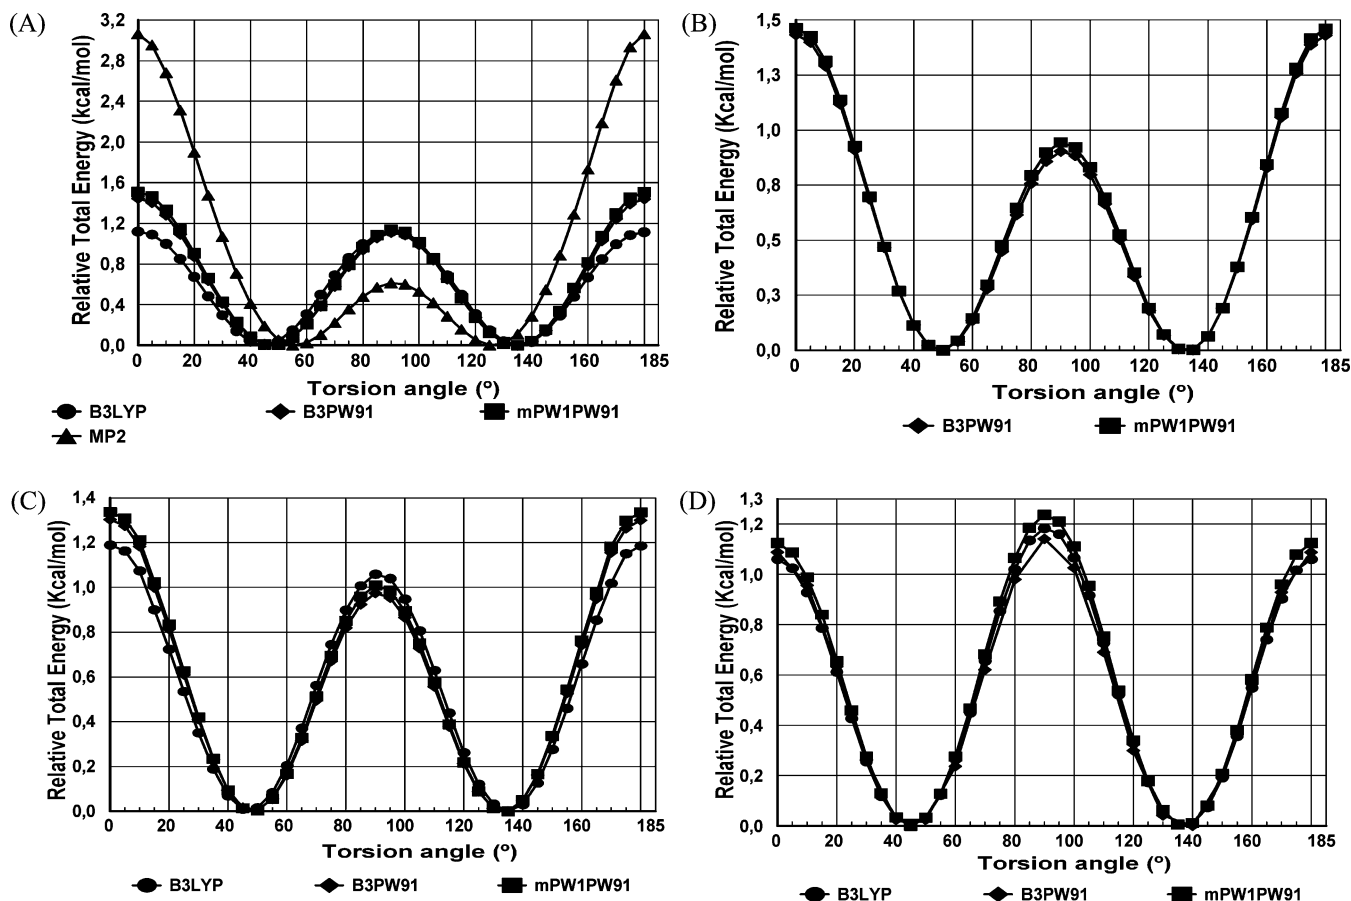 (A)
Relative Total Energy (kcal/mol)
3,2
2,8
2,4
2,0
1,6
1,2
0,8
0,4
0,0
0 20 40 60 80 100 120 140 160 185
Torsion angle (º)
B3LYP B3PW91 mPW1PW91
MP2
(B)
Relative Total Energy (Kcal/mol)
1,5
1,3
1,0
0,8
0,5
0,3
0,0
0 20 40 60 80 100 120 140 160 185
Torsion angle (º)
B3PW91 mPW1PW91
(C)
Relative Total Energy (Kcal/mol)
1,4
1,2
1,0
0,8
0,6
0,4
0,2
0,0
0 20 40 60 80 100 120 140 160 185
Torsion angle (º)
B3LYP B3PW91 mPW1PW91
(D)
Relative Total Energy (Kcal/mol)
1,3
1,2
1,0
0,8
0,6
0,4
0,2
0,0
0 20 40 60 80 100 120 140 160 185
Torsion angle (º)
B3LYP B3PW91 mPW1PW91